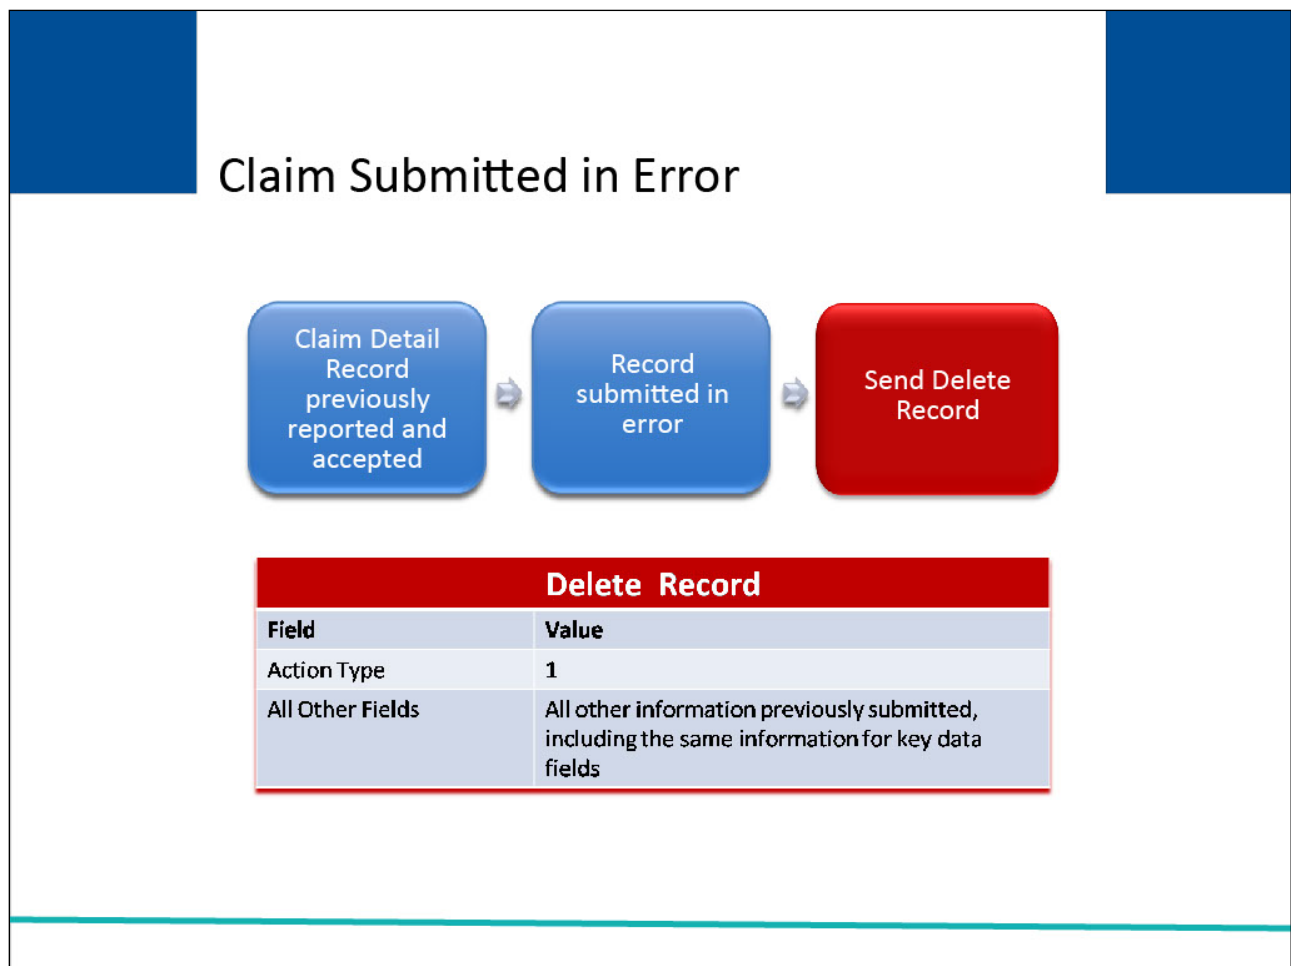 Claim Submitted in Error
Claim Detail
Record
previously
reported and
accepted
Record
submitted in
error
Send Delete
Record
Delete Record
Field Value
Action Type 1
All Other Fields All other information previously submitted,
including the same information for key data
fields